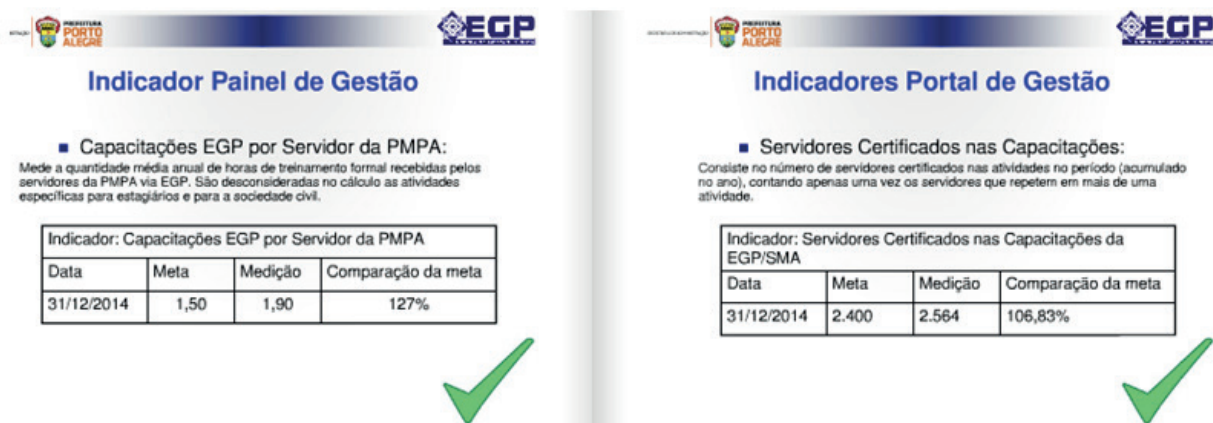 PREFEITURA
PORTO
ALEGRE
EGP
Indicador Painel de Gestão
Capacitações EGP por Servidor da PMPA:
Mede a quantidade média anual de horas de treinamento formal recebidas pelos
servidores da PMPA via EGP. São desconsideradas no cálculo as atividades
específicas para estagiários e para a sociedade civil.
Indicador: Capacitações EGP por Servidor da PMPA
Data Meta Medição Comparação da meta
31/12/2014 1,50 1,90 127%
PREFEITURA
PORTO
ALEGRE
EGP
Indicadores Portal de Gestão
Servidores Certificados nas Capacitações:
Consiste no número de servidores certificados nas atividades no período (acumulado
no ano), contando apenas uma vez os servidores que repetem em mais de uma
atividade.
Indicador: Servidores Certificados nas Capacitações da
EGP/SMA
Data Meta Medição Comparação da meta
31/12/2014 2.400 2.564 106,83%